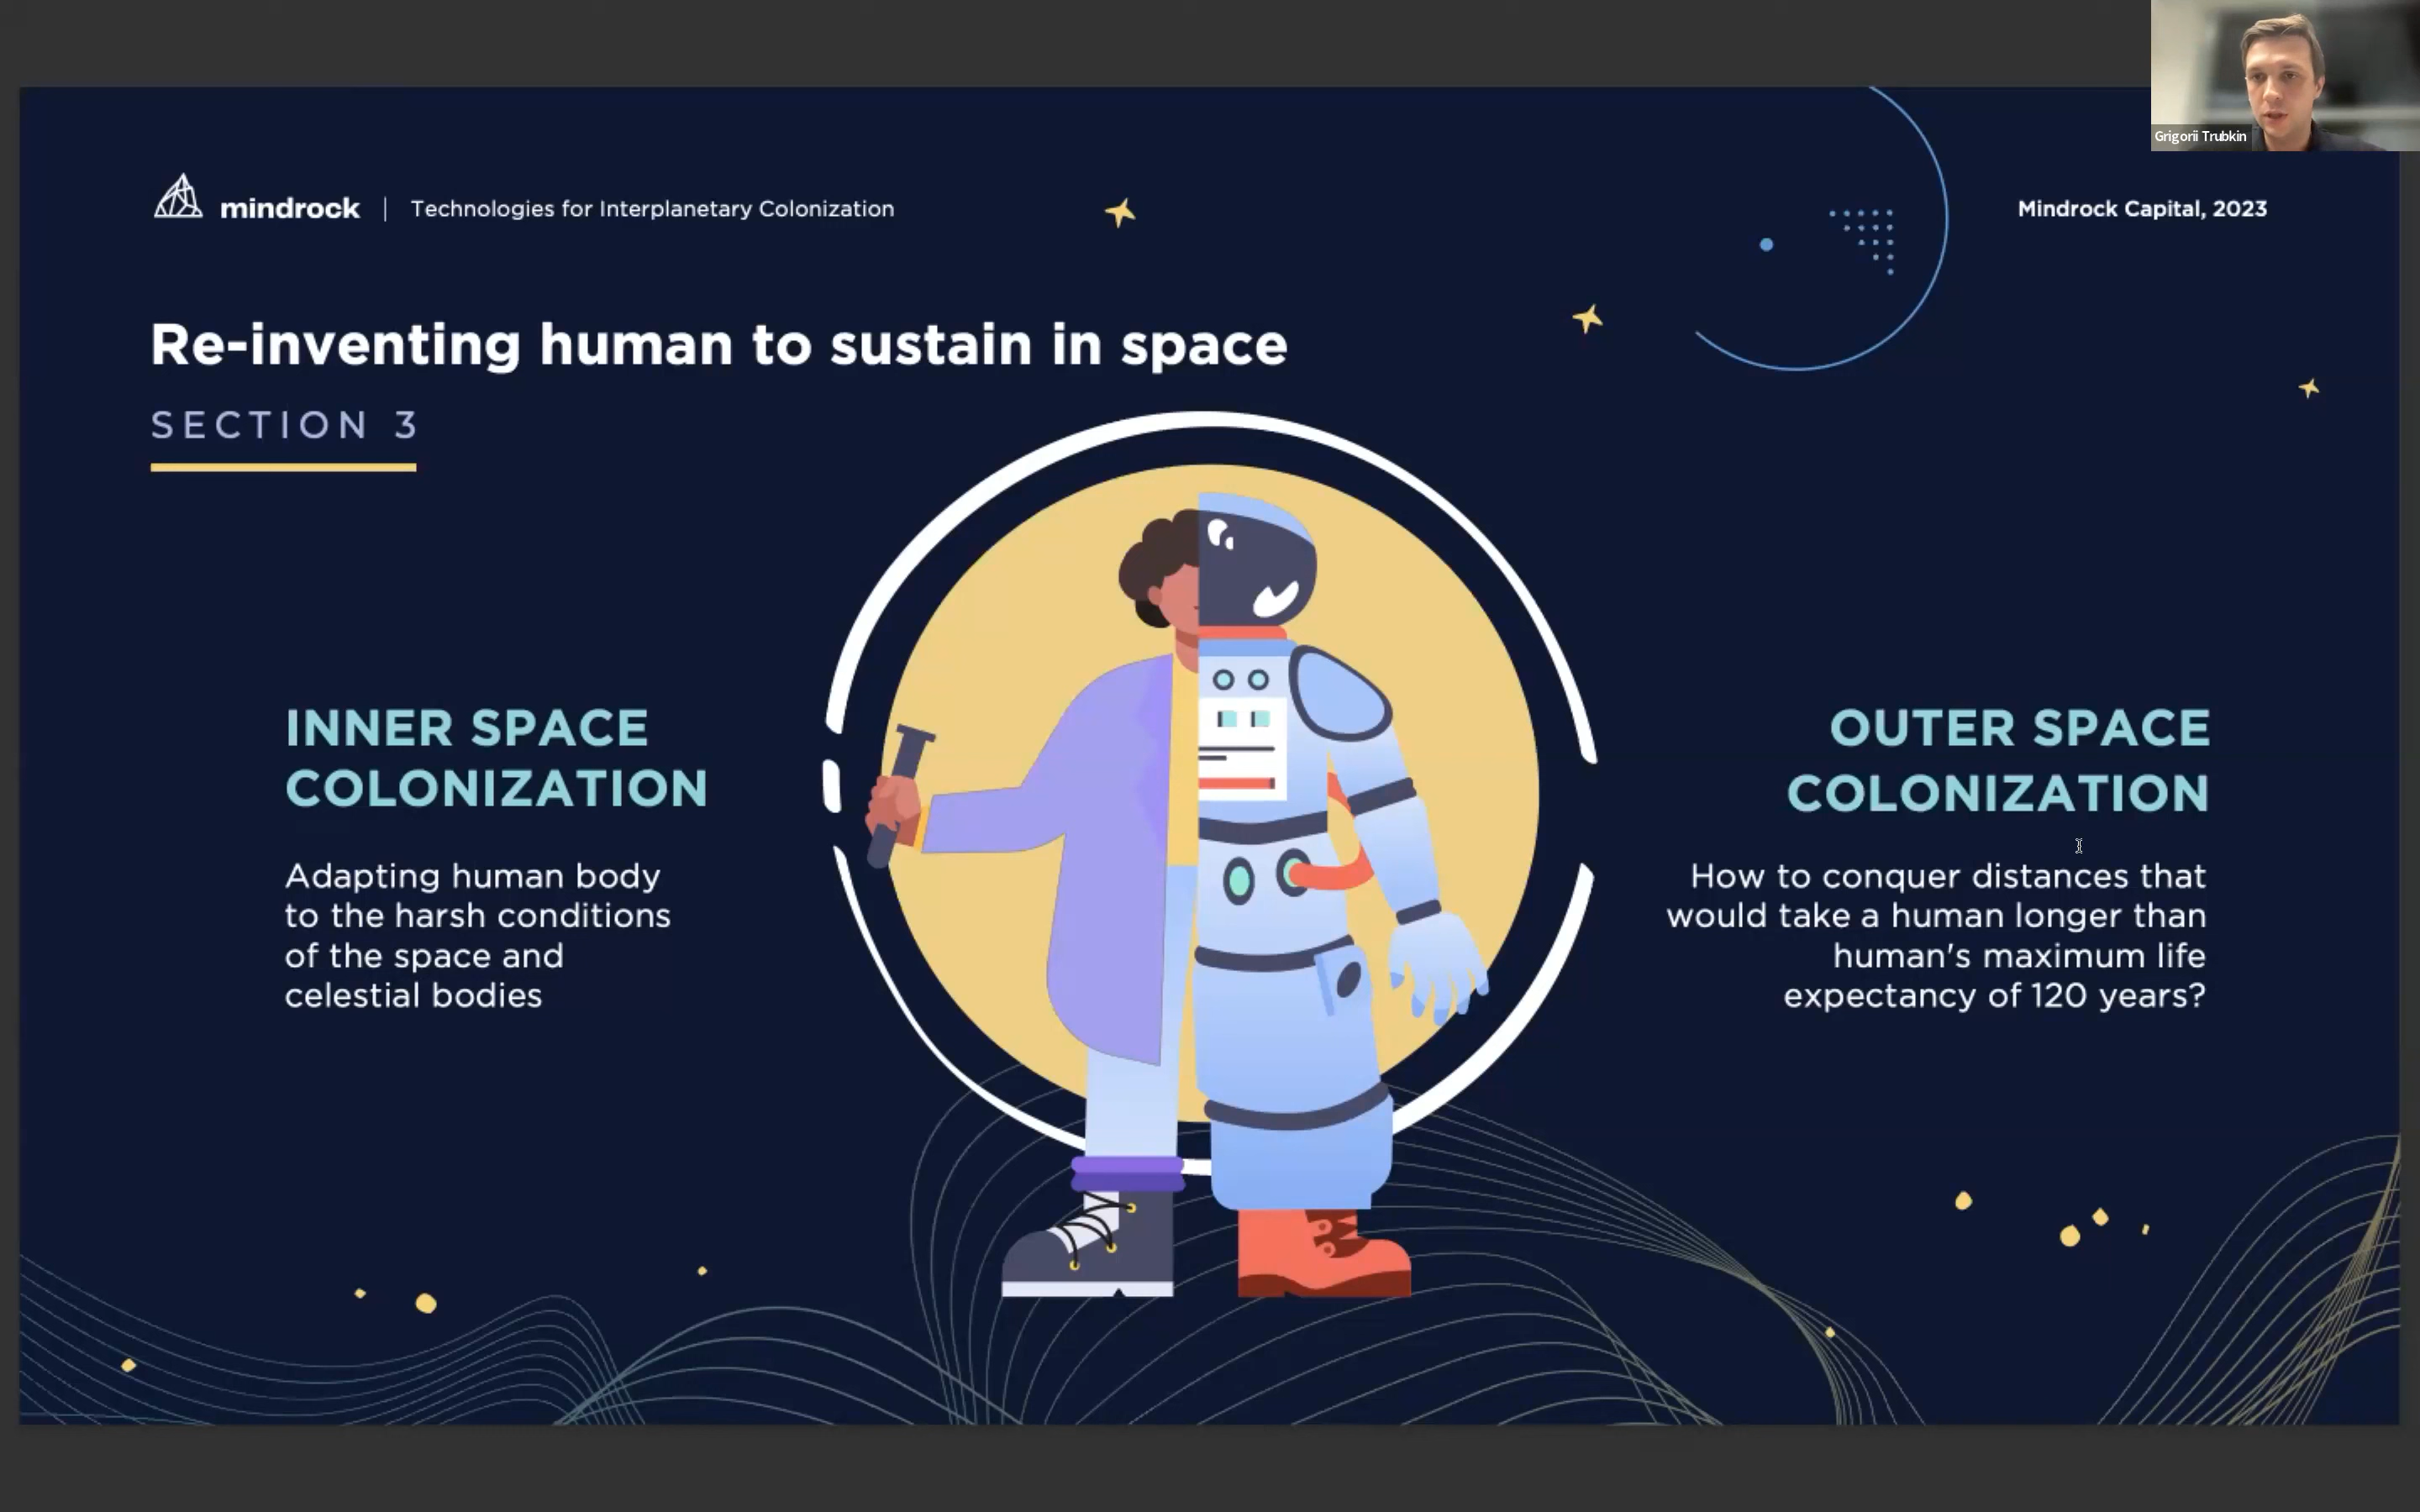 Grigorii Trubkin
mindrock | Technologies for Interplanetary Colonization
Mindrock Capital, 2023
Re-inventing human to sustain in space
SECTION 3
INNER SPACE
COLONIZATION
Adapting human body
to the harsh conditions
of the space and
celestial bodies
OUTER SPACE
COLONIZATION
How to conquer distances that
would take a human longer than
human's maximum life
expectancy of 120 years?